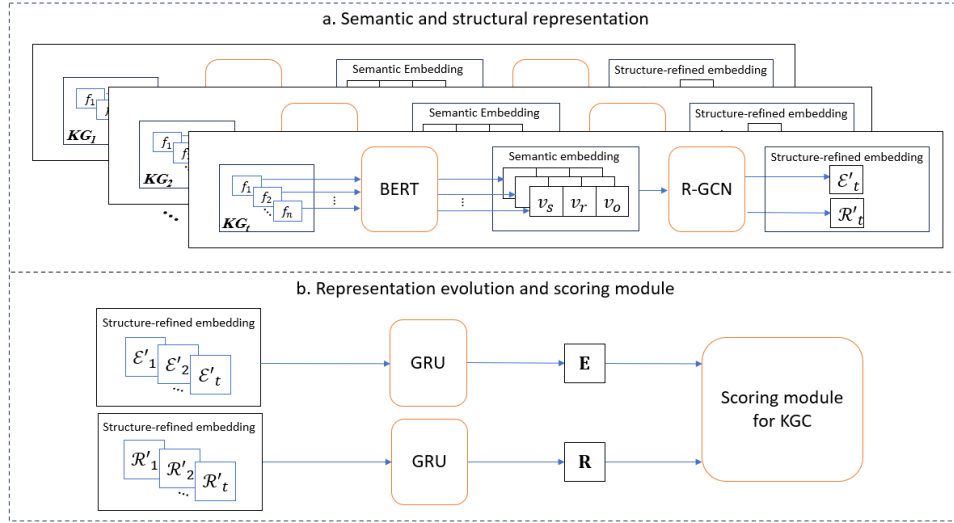 a. Semantic and structural representation
Semantic Embedding
Structure-refined embedding
f₁
KG₁
Semantic Embedding
Structure-refined embedding
f₁
KG₂
...
Semantic embedding
Structure-refined embedding
f₁
f₂
...
fₙ
KGₜ
...
BERT
...
vₛ vᵣ vₒ
R-GCN
ℰ'ₜ
ℛ'ₜ
b. Representation evolution and scoring module
Structure-refined embedding
ℰ'₁
ℰ'₂
...
ℰ'ₜ
GRU
E
Structure-refined embedding
ℛ'₁
ℛ'₂
...
ℛ'ₜ
GRU
R
Scoring module
for KGC